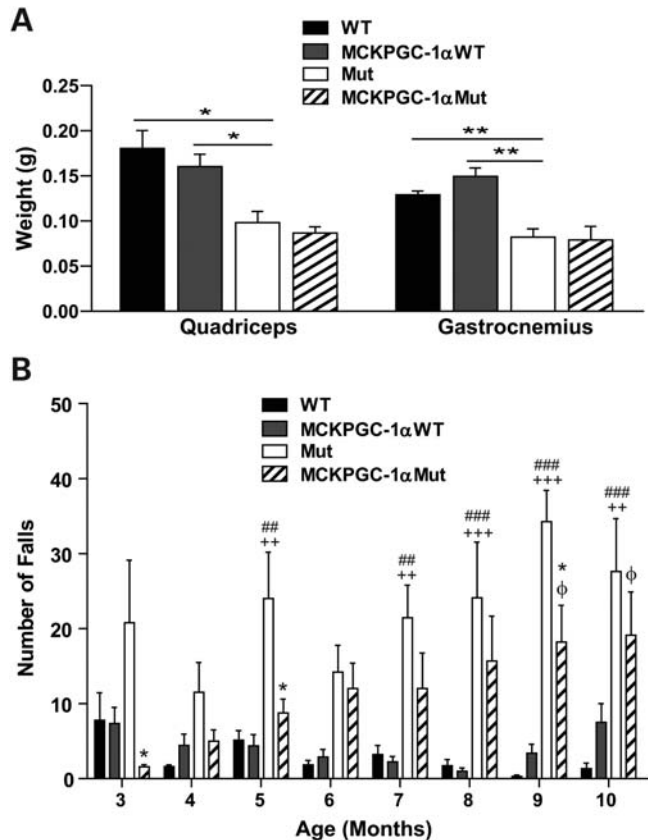 A
WT
MCKPGC-1αWT
Mut
MCKPGC-1αMut
Weight (g)
0.25
0.20
0.15
0.10
0.05
0.00
*
*
**
**
Quadriceps Gastrocnemius
B
WT
MCKPGC-1αWT
Mut
MCKPGC-1αMut
Number of Falls
50
40
30
20
10
0
*
##
++
*
##
++
###
+++
###
+++
*
ϕ
###
++
ϕ
3 4 5 6 7 8 9 10
Age (Months)